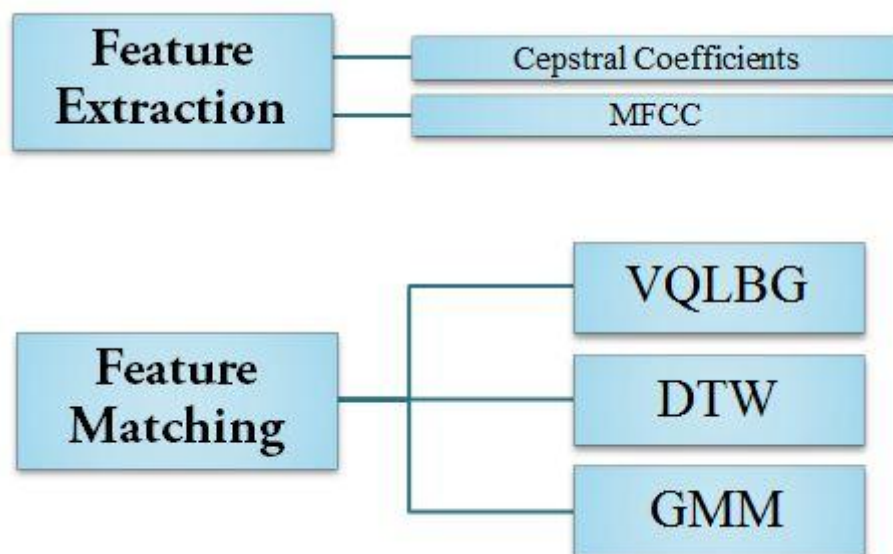 Feature
Extraction
Cepstral Coefficients
MFCC
Feature
Matching
VQLBG
DTW
GMM